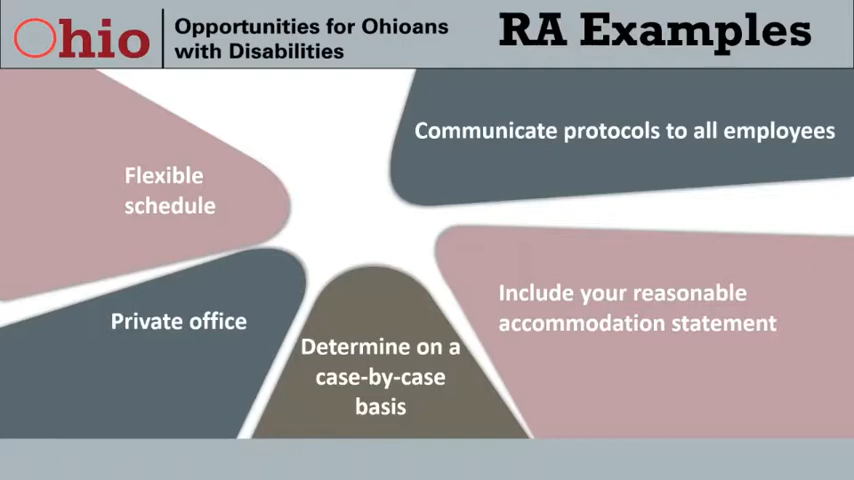 Ohio
Opportunities for Ohioans
with Disabilities
RA Examples
Communicate protocols to all employees
Flexible
schedule
Include your reasonable
accommodation statement
Private office
Determine on a
case-by-case
basis